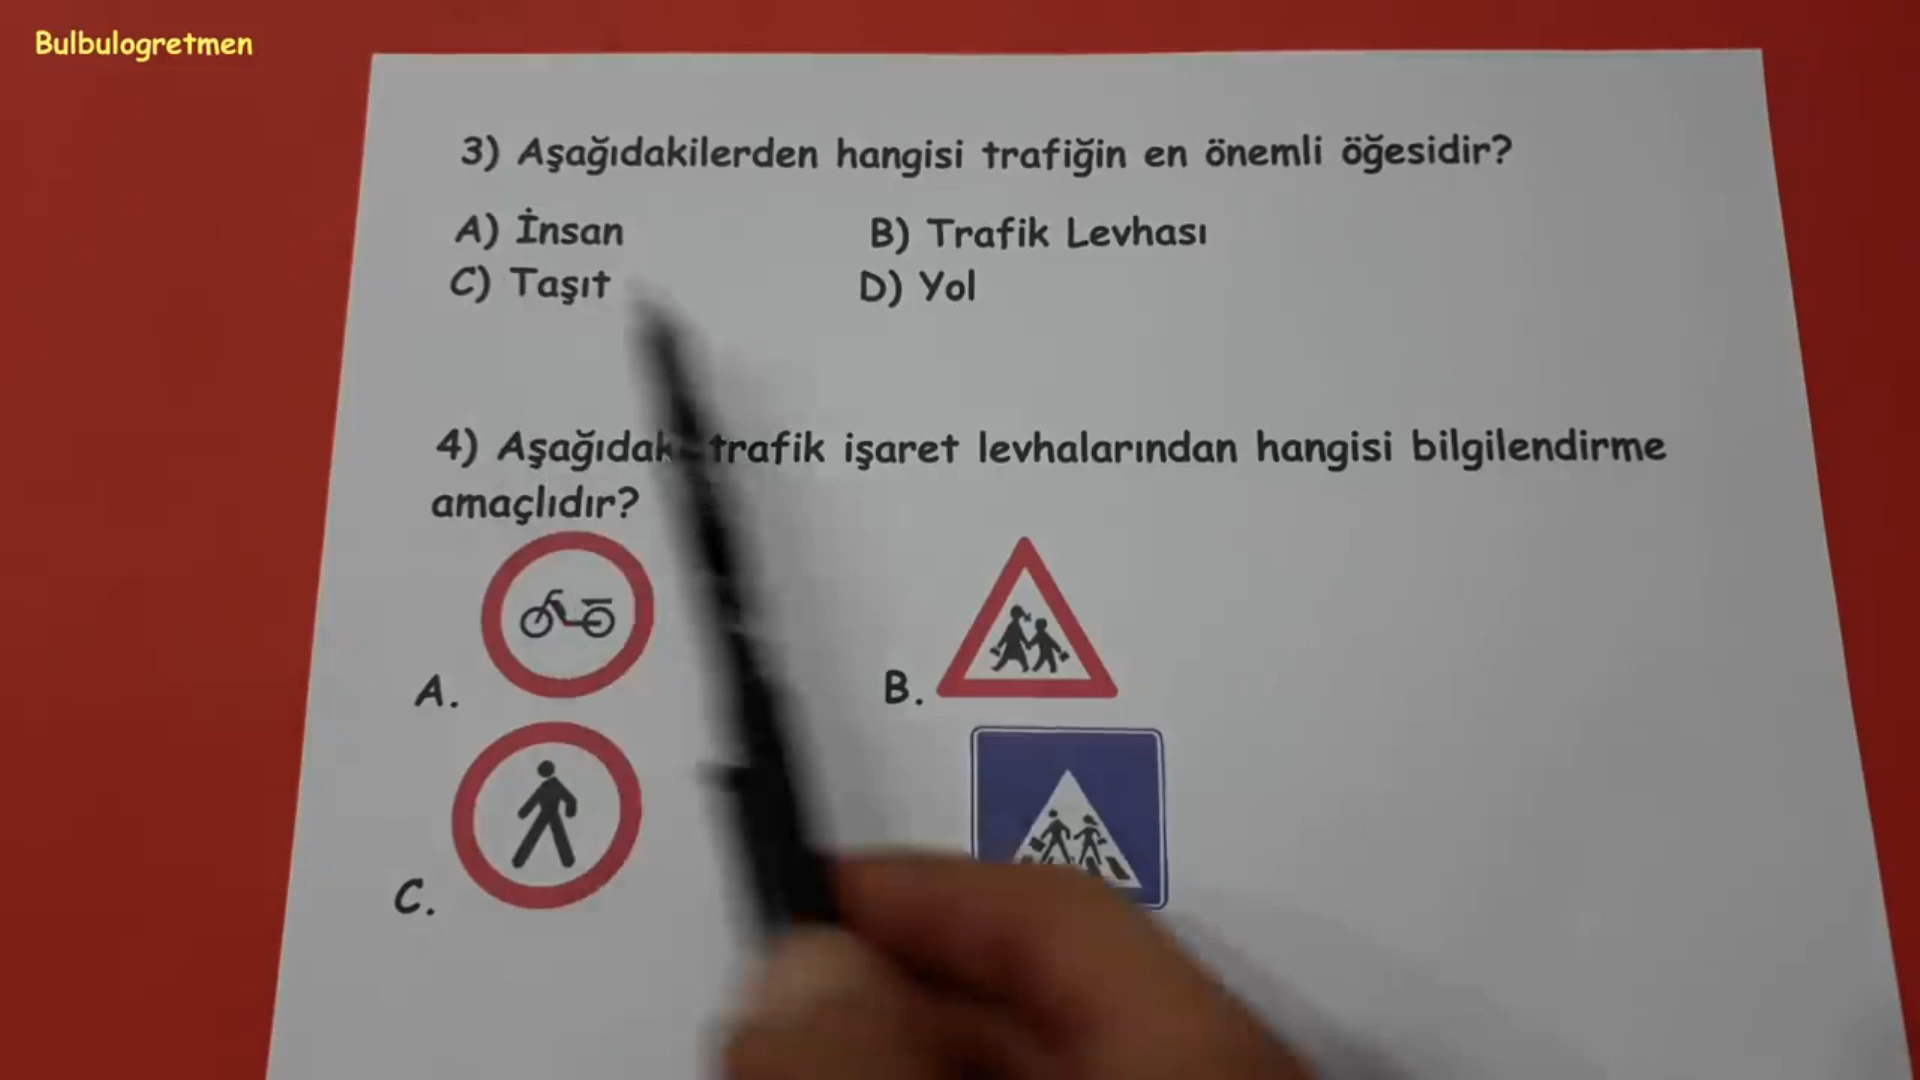 Bulbulogretmen
3) Aşağıdakilerden hangisi trafiğin en önemli öğesidir?
A) İnsan B) Trafik Levhası
C) Taşıt D) Yol
4) trafik işaret levhalarından hangisi bilgilendirme
amaçlıdır?
A. B.
C.